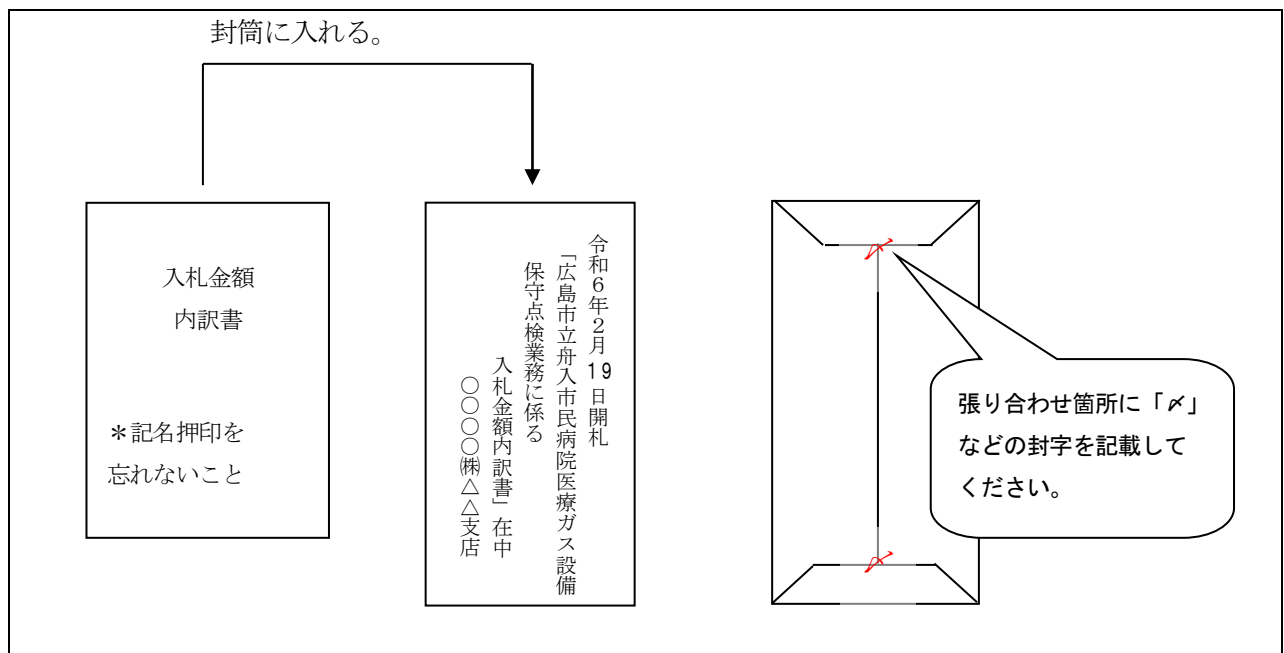 封筒に入れる。
入札金額
内訳書
＊記名押印を
忘れないこと
令和６年２月19日開札
「広島市立舟入市民病院医療ガス設備
保守点検業務に係る
入札金額内訳書」在中
○○○○㈱△△支店
〆
〆
張り合わせ箇所に「〆」
などの封字を記載して
ください。